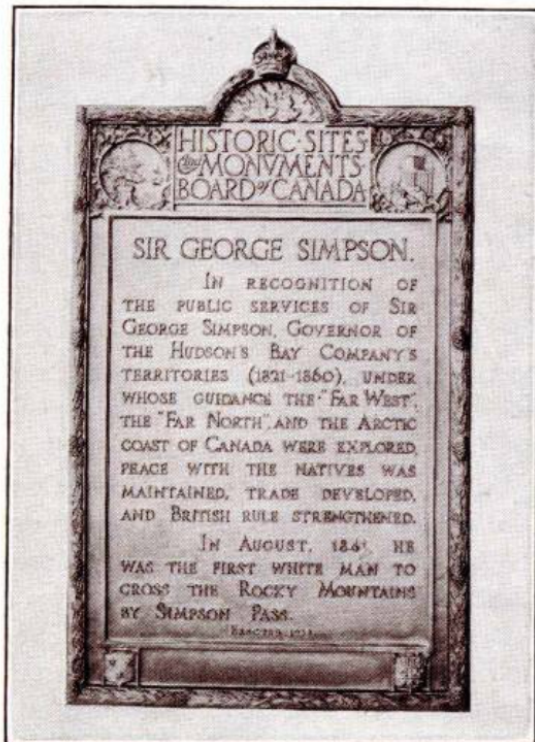 HISTORIC·SITES
and MONVMENTS
BOARD of CANADA
SIR GEORGE SIMPSON.
IN RECOGNITION OF
THE PUBLIC SERVICES OF SIR
GEORGE SIMPSON, GOVERNOR OF
THE HUDSON'S BAY COMPANY'S
TERRITORIES (1821-1860), UNDER
WHOSE GUIDANCE THE "FAR WEST",
THE "FAR NORTH", AND THE ARCTIC
COAST OF CANADA WERE EXPLORED,
PEACE WITH THE NATIVES WAS
MAINTAINED, TRADE DEVELOPED,
AND BRITISH RULE STRENGTHENED.
IN AUGUST, 1841 HE
WAS THE FIRST WHITE MAN TO
CROSS THE ROCKY MOUNTAINS
BY SIMPSON PASS.